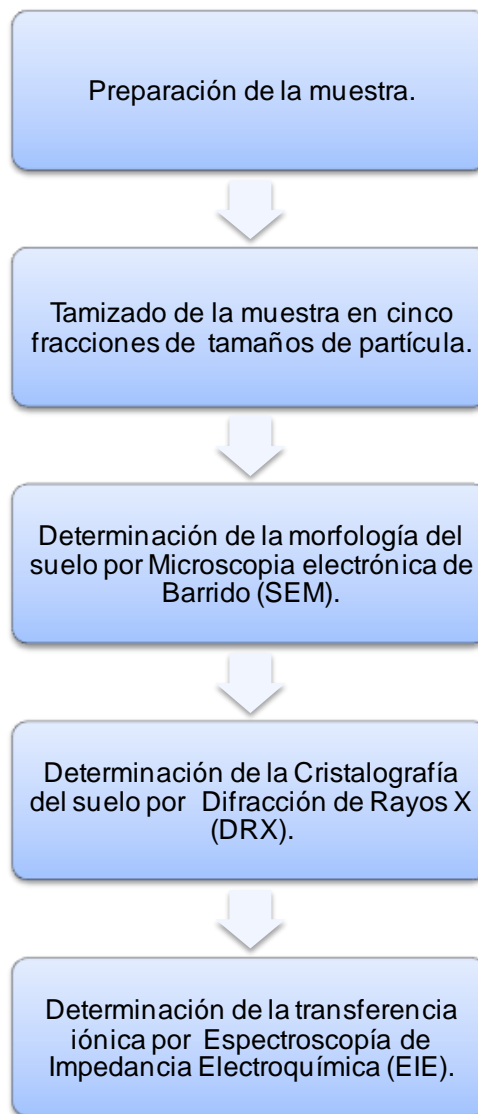 Preparación de la muestra.
Tamizado de la muestra en cinco
fracciones de tamaños de partícula.
Determinación de la morfología del
suelo por Microscopia electrónica de
Barrido (SEM).
Determinación de la Cristalografía
del suelo por Difracción de Rayos X
(DRX).
Determinación de la transferencia
iónica por Espectroscopía de
Impedancia Electroquímica (EIE).